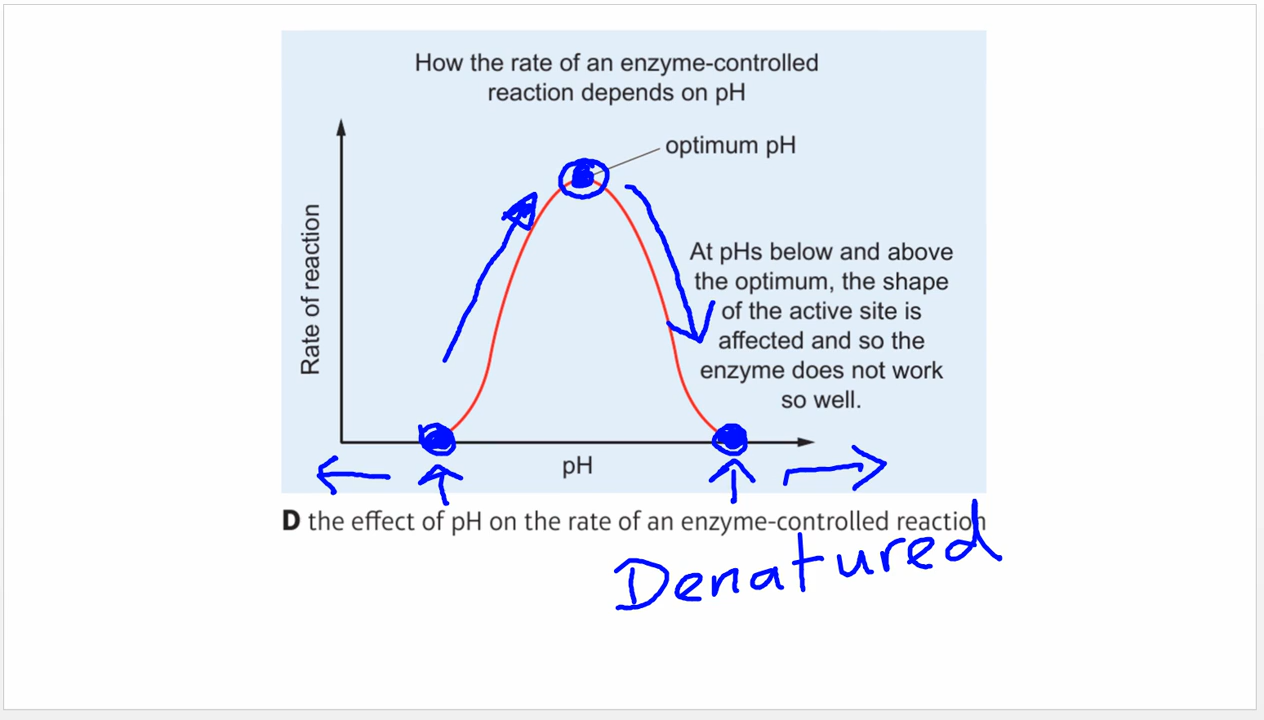 How the rate of an enzyme-controlled
reaction depends on pH
optimum pH
Rate of reaction
At pHs below and above
the optimum, the shape
of the active site is
affected and so the
enzyme does not work
so well.
pH
D the effect of pH on the rate of an enzyme-controlled reaction
Denatured